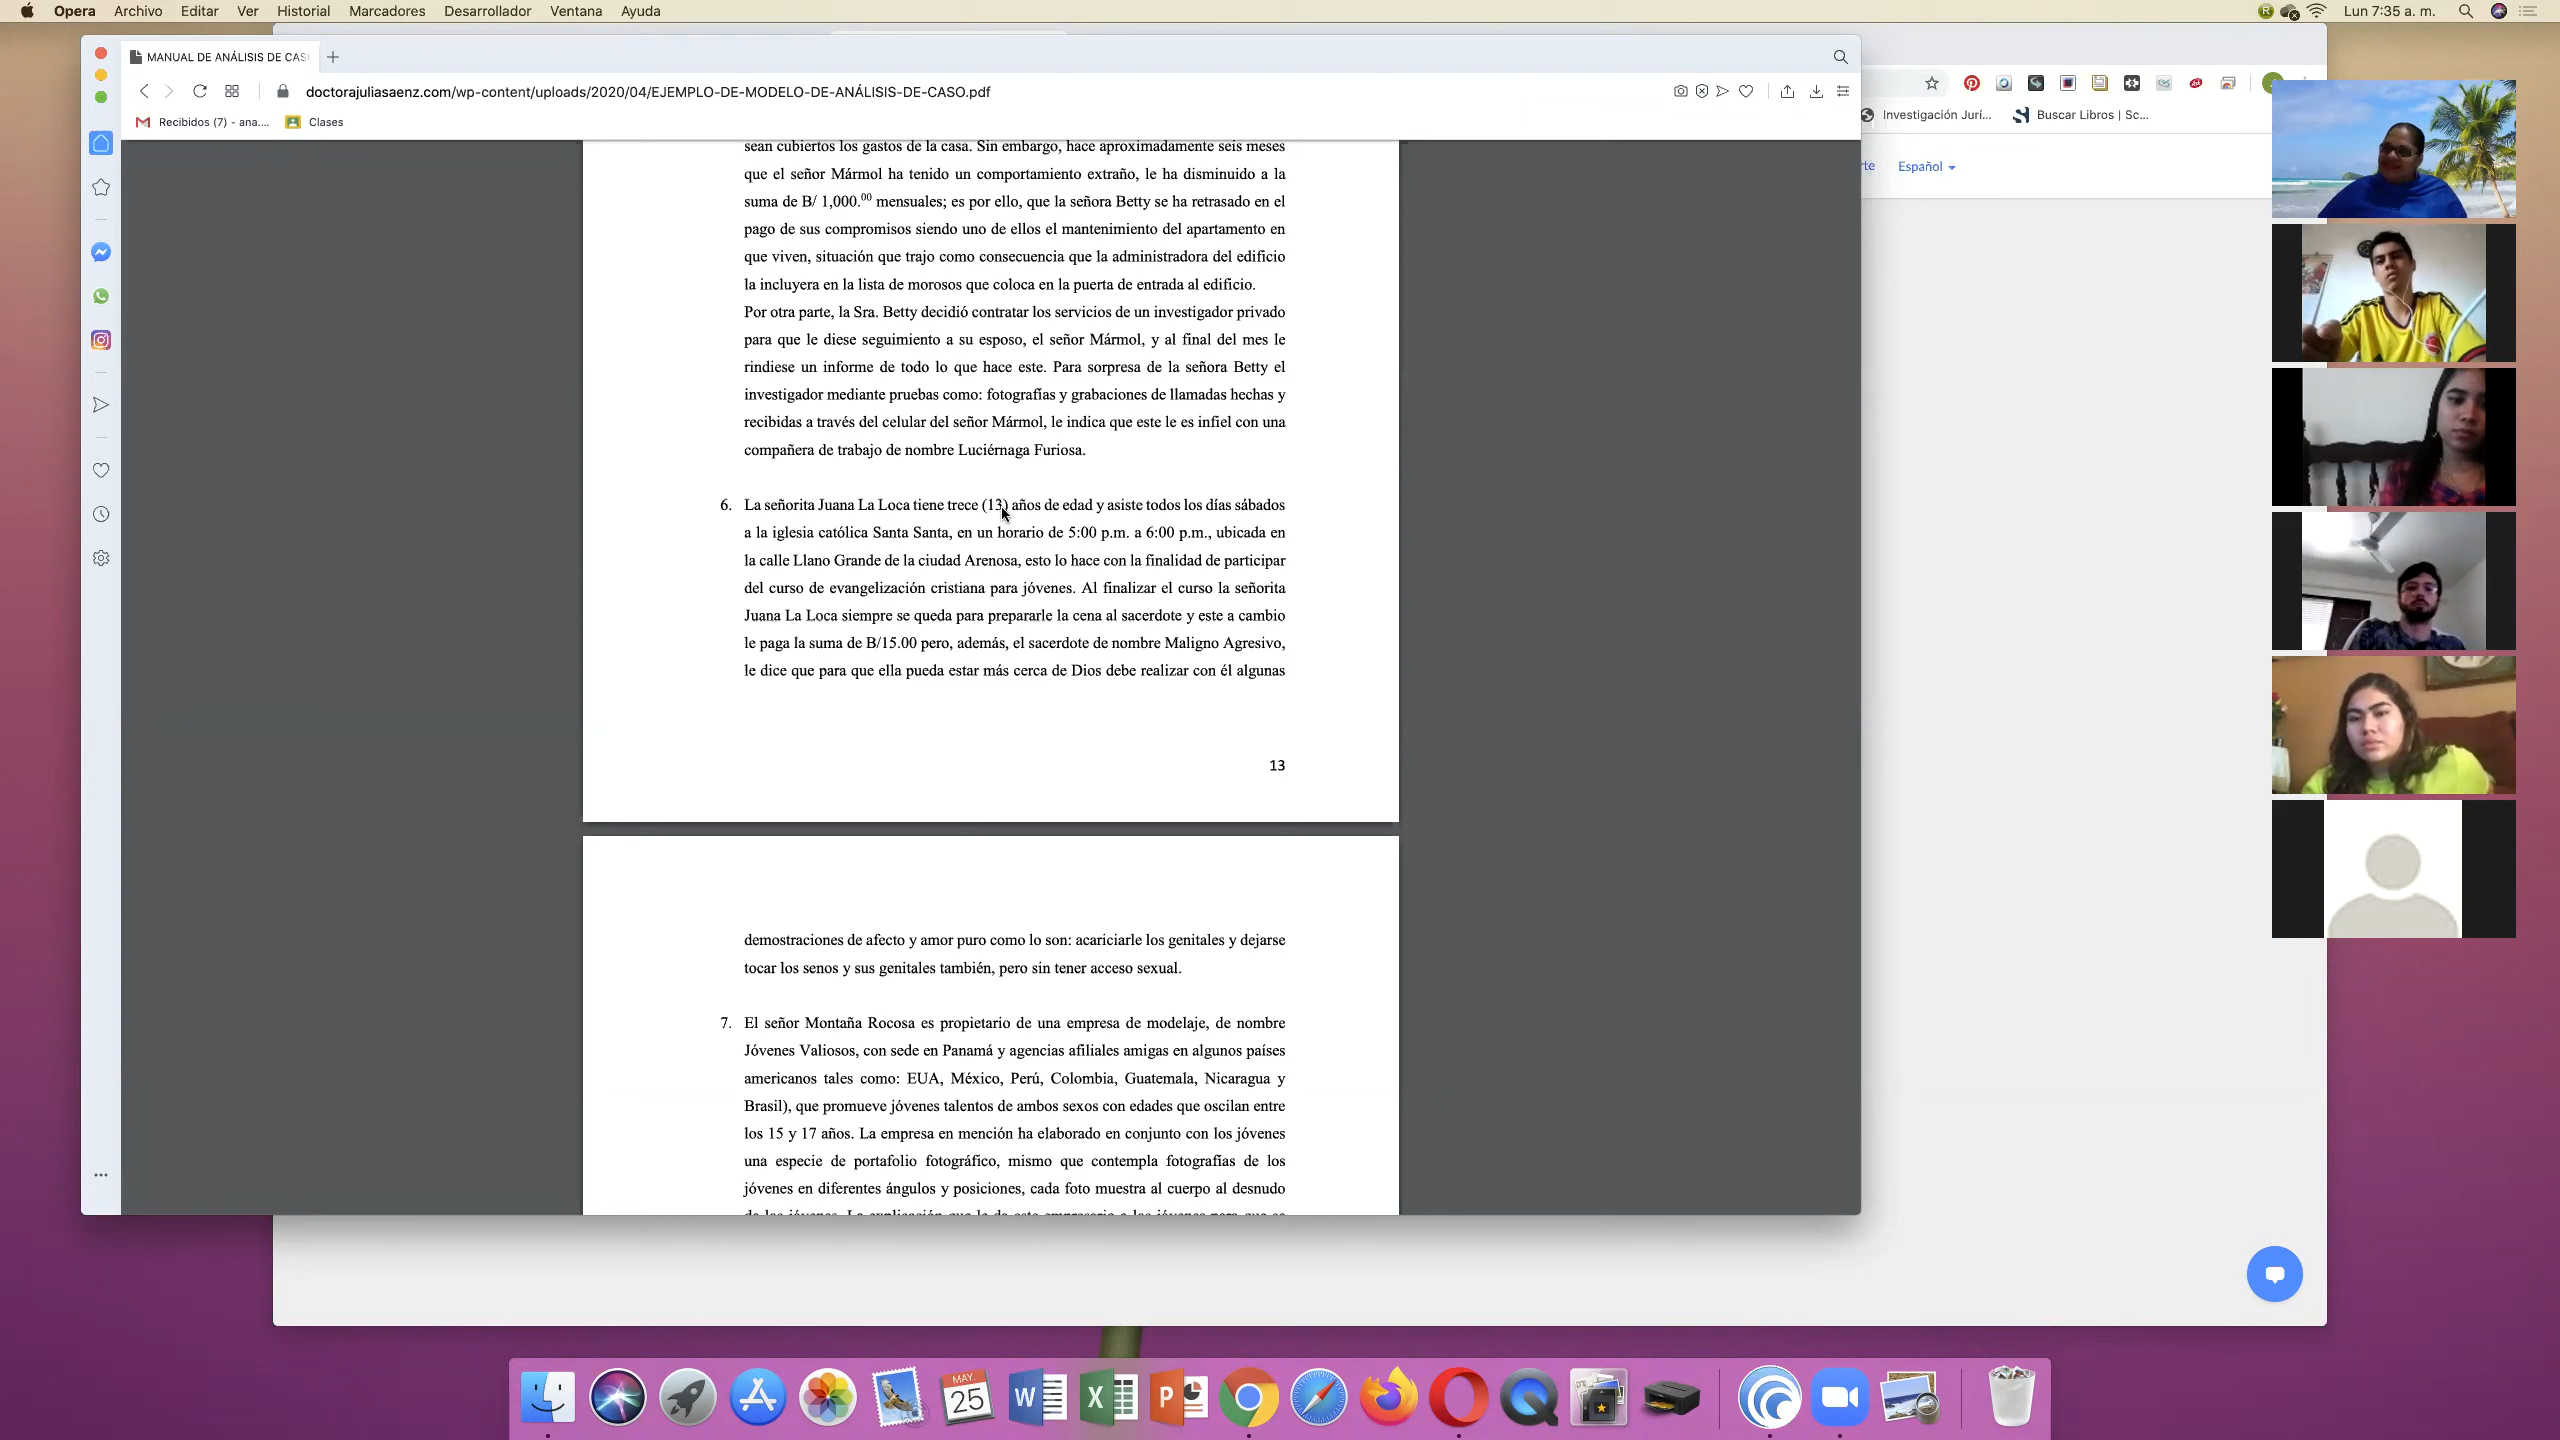 Opera Archivo Editar Ver Historial Marcadores Desarrollador Ventana Ayuda
Lun 7:35 a. m.
MANUAL DE ANÁLISIS DE CAS
doctorajuliasaenz.com/wp-content/uploads/2020/04/EJEMPLO-DE-MODELO-DE-ANÁLISIS-DE-CASO.pdf
Recibidos (7) - ana.... Clases
Investigación Jurí... Buscar Libros | Sc...
rte Español
sean cubiertos los gastos de la casa. Sin embargo, hace aproximadamente seis meses
que el señor Mármol ha tenido un comportamiento extraño, le ha disminuido a la
suma de B/ 1,000.⁰⁰ mensuales; es por ello, que la señora Betty se ha retrasado en el
pago de sus compromisos siendo uno de ellos el mantenimiento del apartamento en
que viven, situación que trajo como consecuencia que la administradora del edificio
la incluyera en la lista de morosos que coloca en la puerta de entrada al edificio.
Por otra parte, la Sra. Betty decidió contratar los servicios de un investigador privado
para que le diese seguimiento a su esposo, el señor Mármol, y al final del mes le
rindiese un informe de todo lo que hace este. Para sorpresa de la señora Betty el
investigador mediante pruebas como: fotografías y grabaciones de llamadas hechas y
recibidas a través del celular del señor Mármol, le indica que este le es infiel con una
compañera de trabajo de nombre Luciérnaga Furiosa.
6. La señorita Juana La Loca tiene trece (13) años de edad y asiste todos los días sábados
a la iglesia católica Santa Santa, en un horario de 5:00 p.m. a 6:00 p.m., ubicada en
la calle Llano Grande de la ciudad Arenosa, esto lo hace con la finalidad de participar
del curso de evangelización cristiana para jóvenes. Al finalizar el curso la señorita
Juana La Loca siempre se queda para prepararle la cena al sacerdote y este a cambio
le paga la suma de B/15.00 pero, además, el sacerdote de nombre Maligno Agresivo,
le dice que para que ella pueda estar más cerca de Dios debe realizar con él algunas
13
demostraciones de afecto y amor puro como lo son: acariciarle los genitales y dejarse
tocar los senos y sus genitales también, pero sin tener acceso sexual.
7. El señor Montaña Rocosa es propietario de una empresa de modelaje, de nombre
Jóvenes Valiosos, con sede en Panamá y agencias afiliales amigas en algunos países
americanos tales como: EUA, México, Perú, Colombia, Guatemala, Nicaragua y
Brasil), que promueve jóvenes talentos de ambos sexos con edades que oscilan entre
los 15 y 17 años. La empresa en mención ha elaborado en conjunto con los jóvenes
una especie de portafolio fotográfico, mismo que contempla fotografías de los
jóvenes en diferentes ángulos y posiciones, cada foto muestra al cuerpo al desnudo
MAY.
25